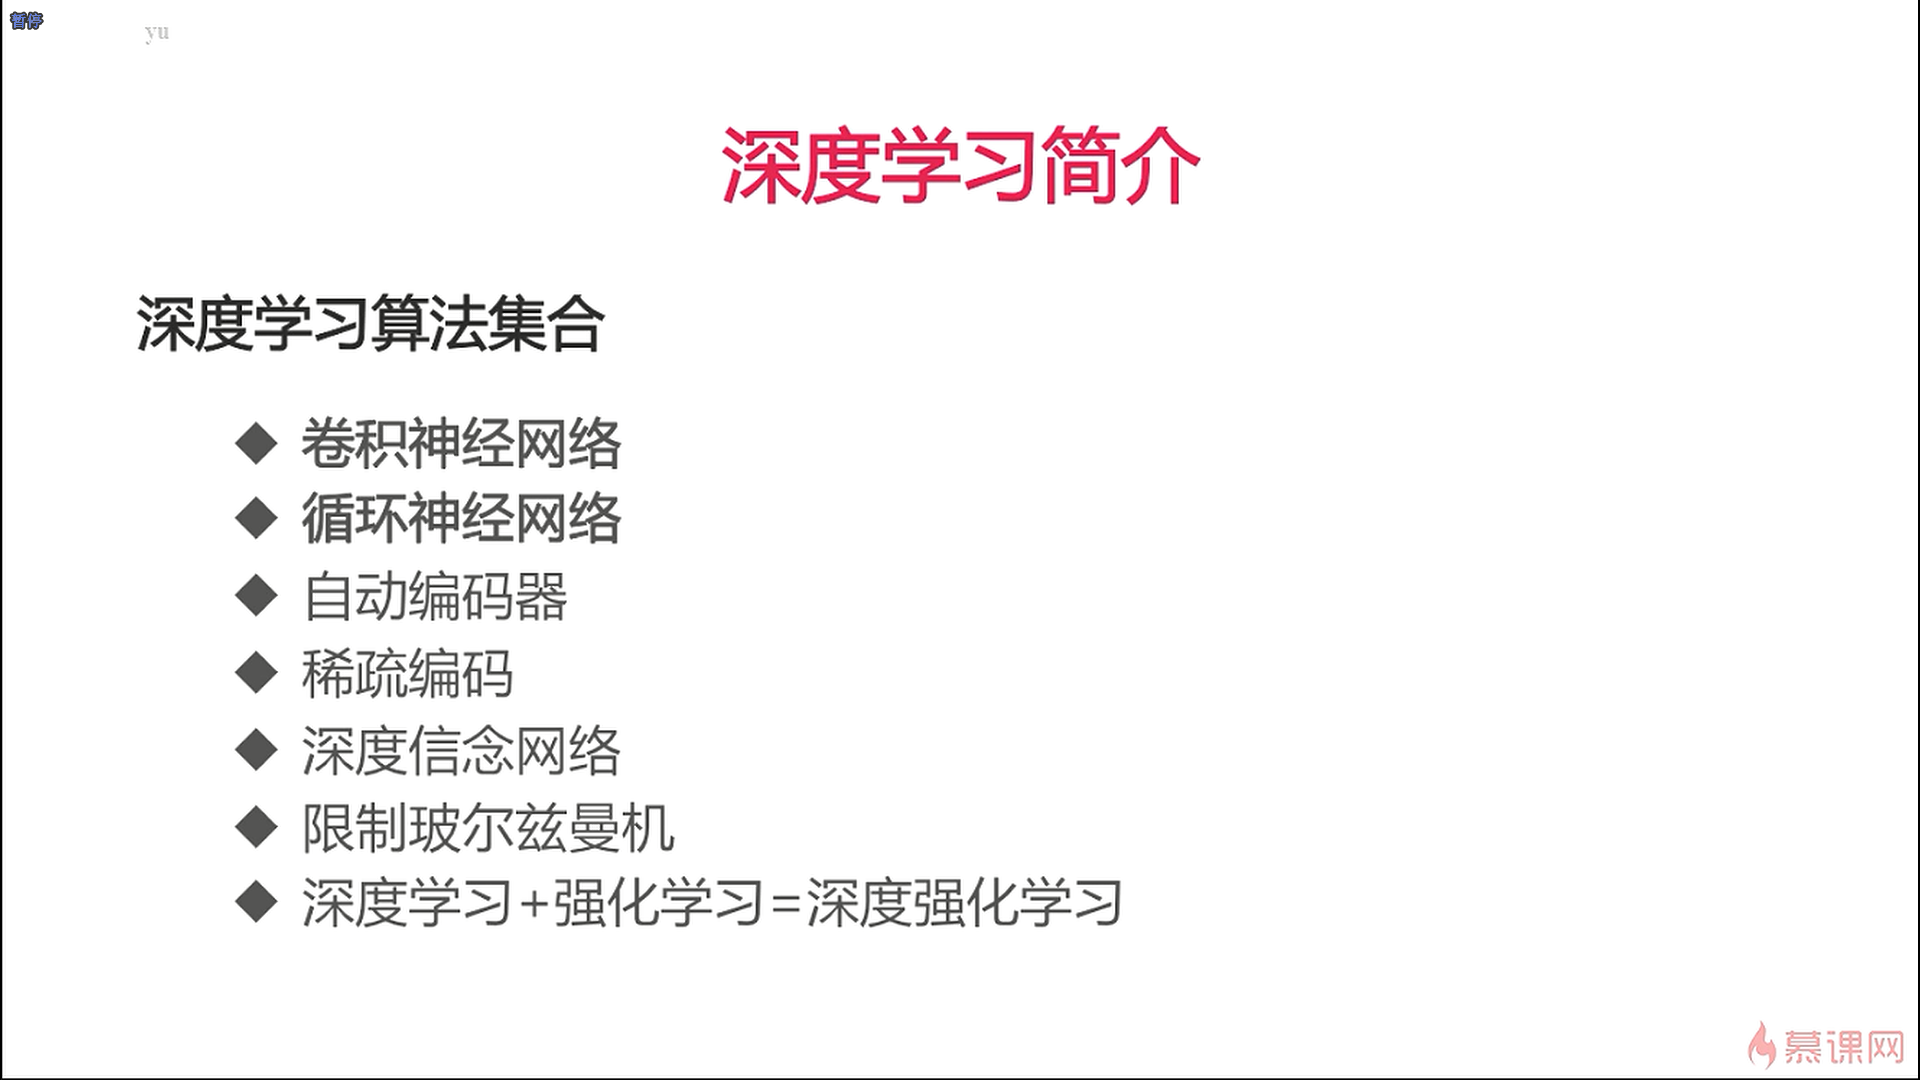 暂停
yu
深度学习简介
深度学习算法集合
◆ 卷积神经网络
◆ 循环神经网络
◆ 自动编码器
◆ 稀疏编码
◆ 深度信念网络
◆ 限制玻尔兹曼机
◆ 深度学习+强化学习=深度强化学习
慕课网